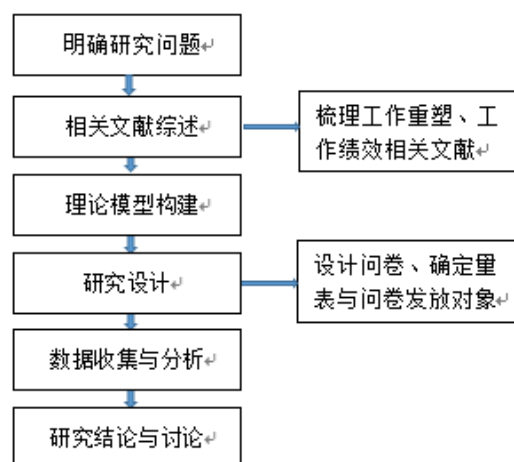 明确研究问题
相关文献综述
梳理工作重塑、工
作绩效相关文献
理论模型构建
研究设计
设计问卷、确定量
表与问卷发放对象
数据收集与分析
研究结论与讨论